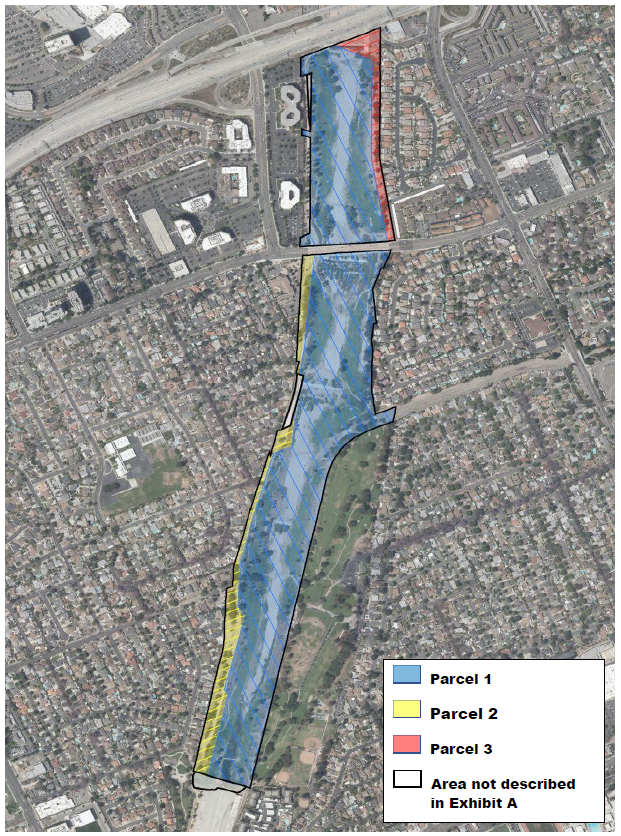 Parcel 1
Parcel 2
Parcel 3
Area not described
in Exhibit A